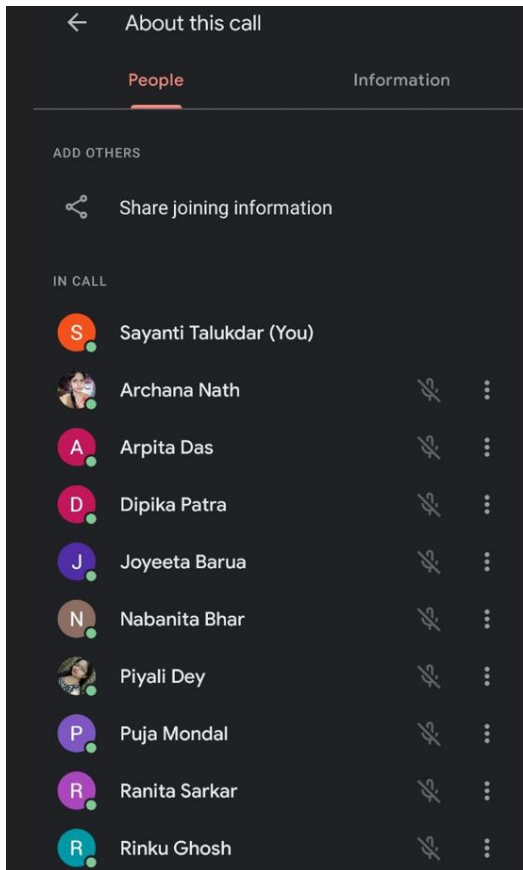 About this call
People Information
ADD OTHERS
Share joining information
IN CALL
S Sayanti Talukdar (You)
Archana Nath
A Arpita Das
D Dipika Patra
J Joyeeta Barua
N Nabanita Bhar
Piyali Dey
P Puja Mondal
R Ranita Sarkar
R Rinku Ghosh